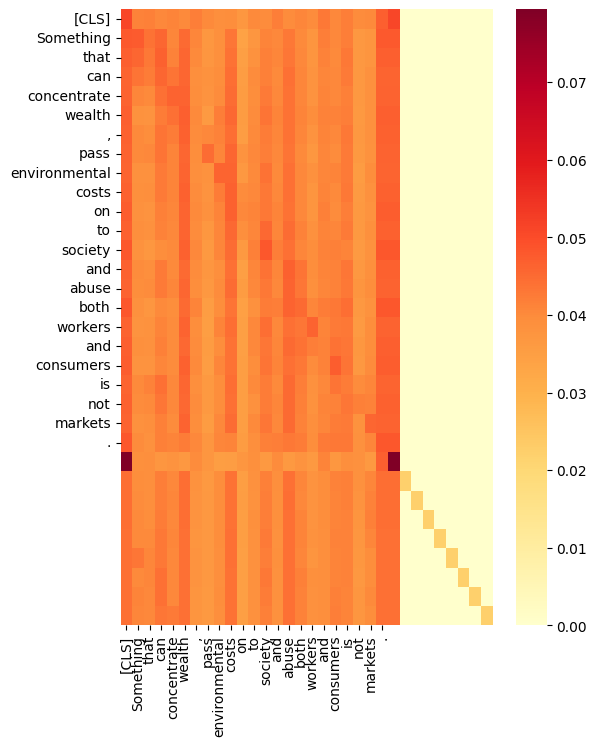 [CLS]
Something
that
can
concentrate
wealth
,
pass
environmental
costs
on
to
society
and
abuse
both
workers
and
consumers
is
not
markets
.
0.07
0.06
0.05
0.04
0.03
0.02
0.01
0.00
[CLS]
Something
that
can
concentrate
wealth
,
pass
environmental
costs
on
to
society
and
abuse
both
workers
and
consumers
is
not
markets
.